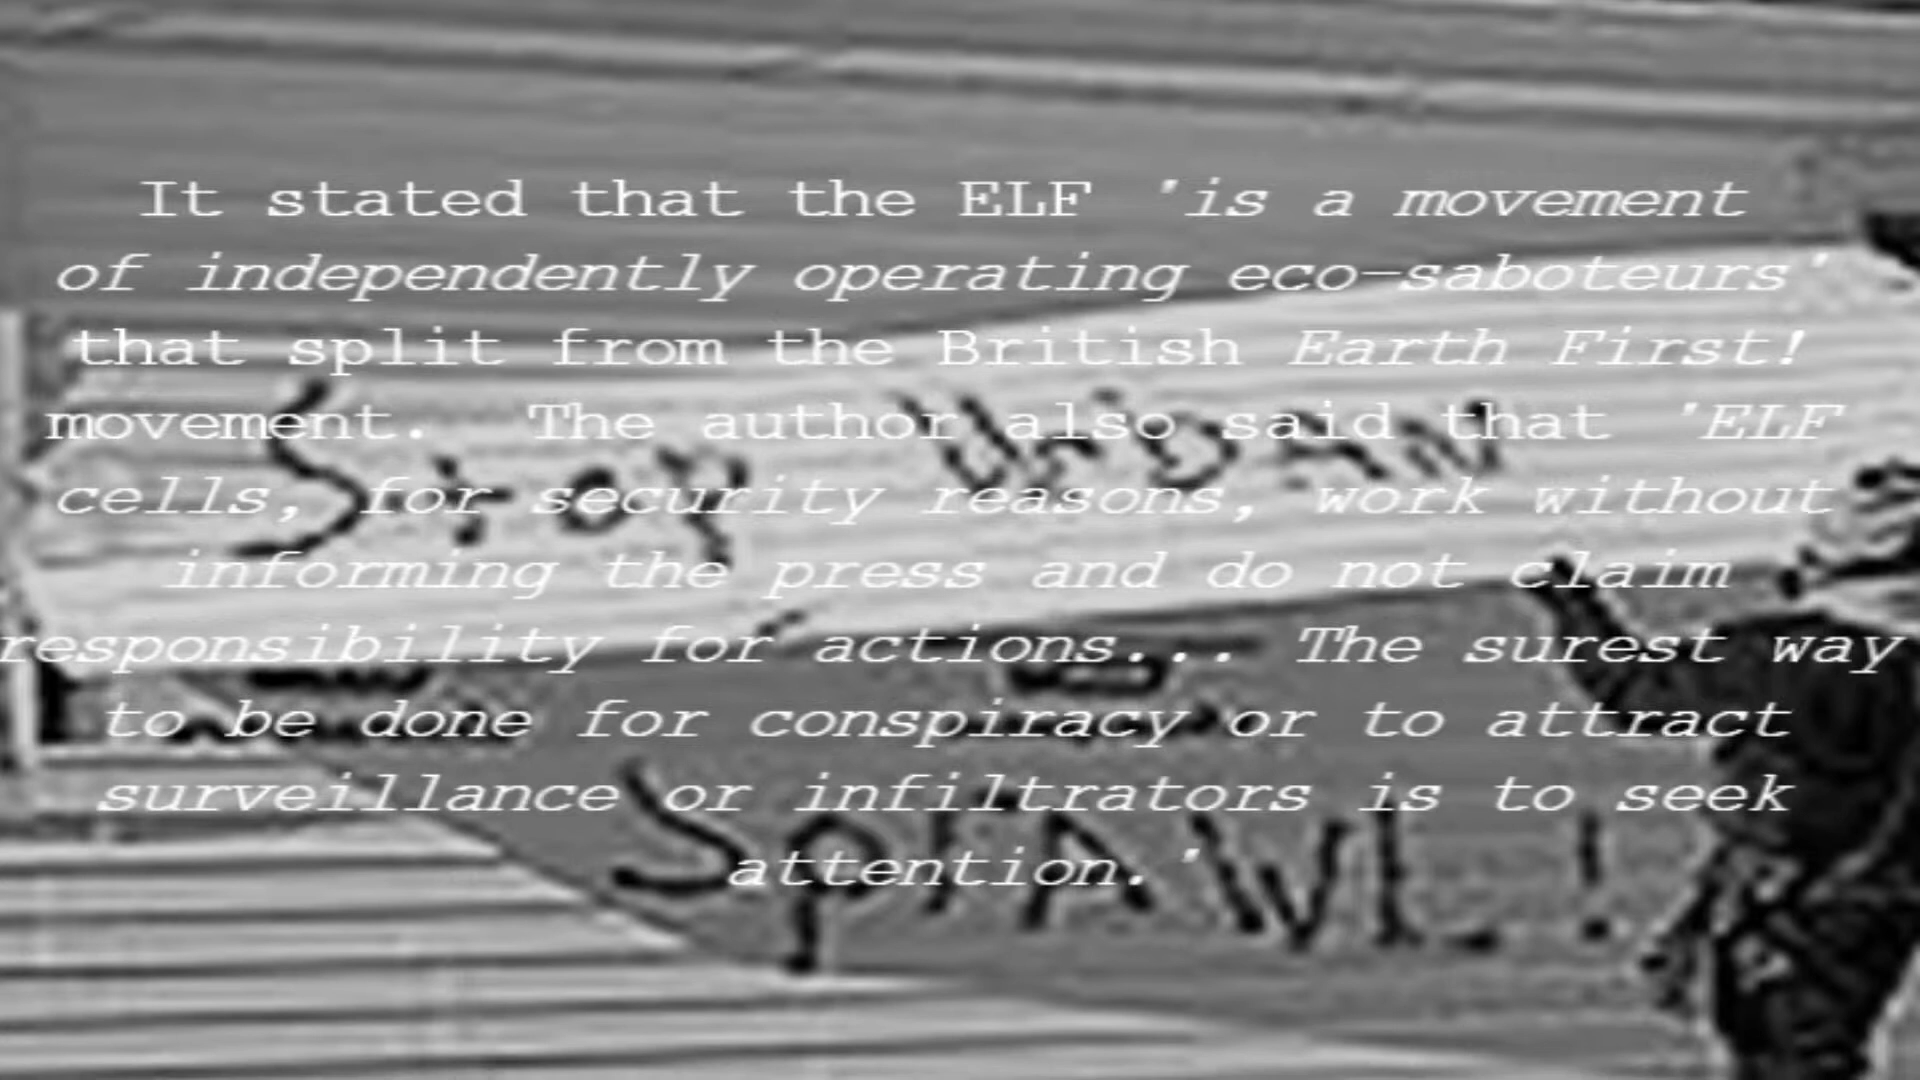 It stated that the ELF 'is a movement
of independently operating eco-saboteurs'
that split from the British Earth First!
movement.  The author also said that 'ELF
cells, for security reasons, work without
informing the press and do not claim
responsibility for actions... The surest way
to be done for conspiracy or to attract
surveillance or infiltrators is to seek
attention.'
Stop UrbAN
SprAWL!